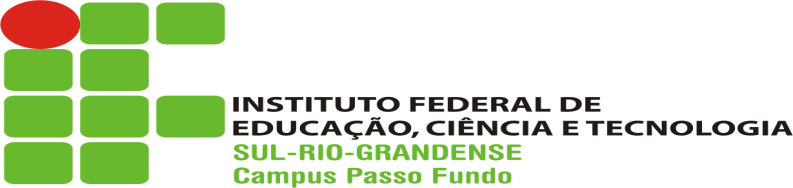 INSTITUTO FEDERAL DE
EDUCAÇÃO, CIÊNCIA E TECNOLOGIA
SUL-RIO-GRANDENSE
Campus Passo Fundo